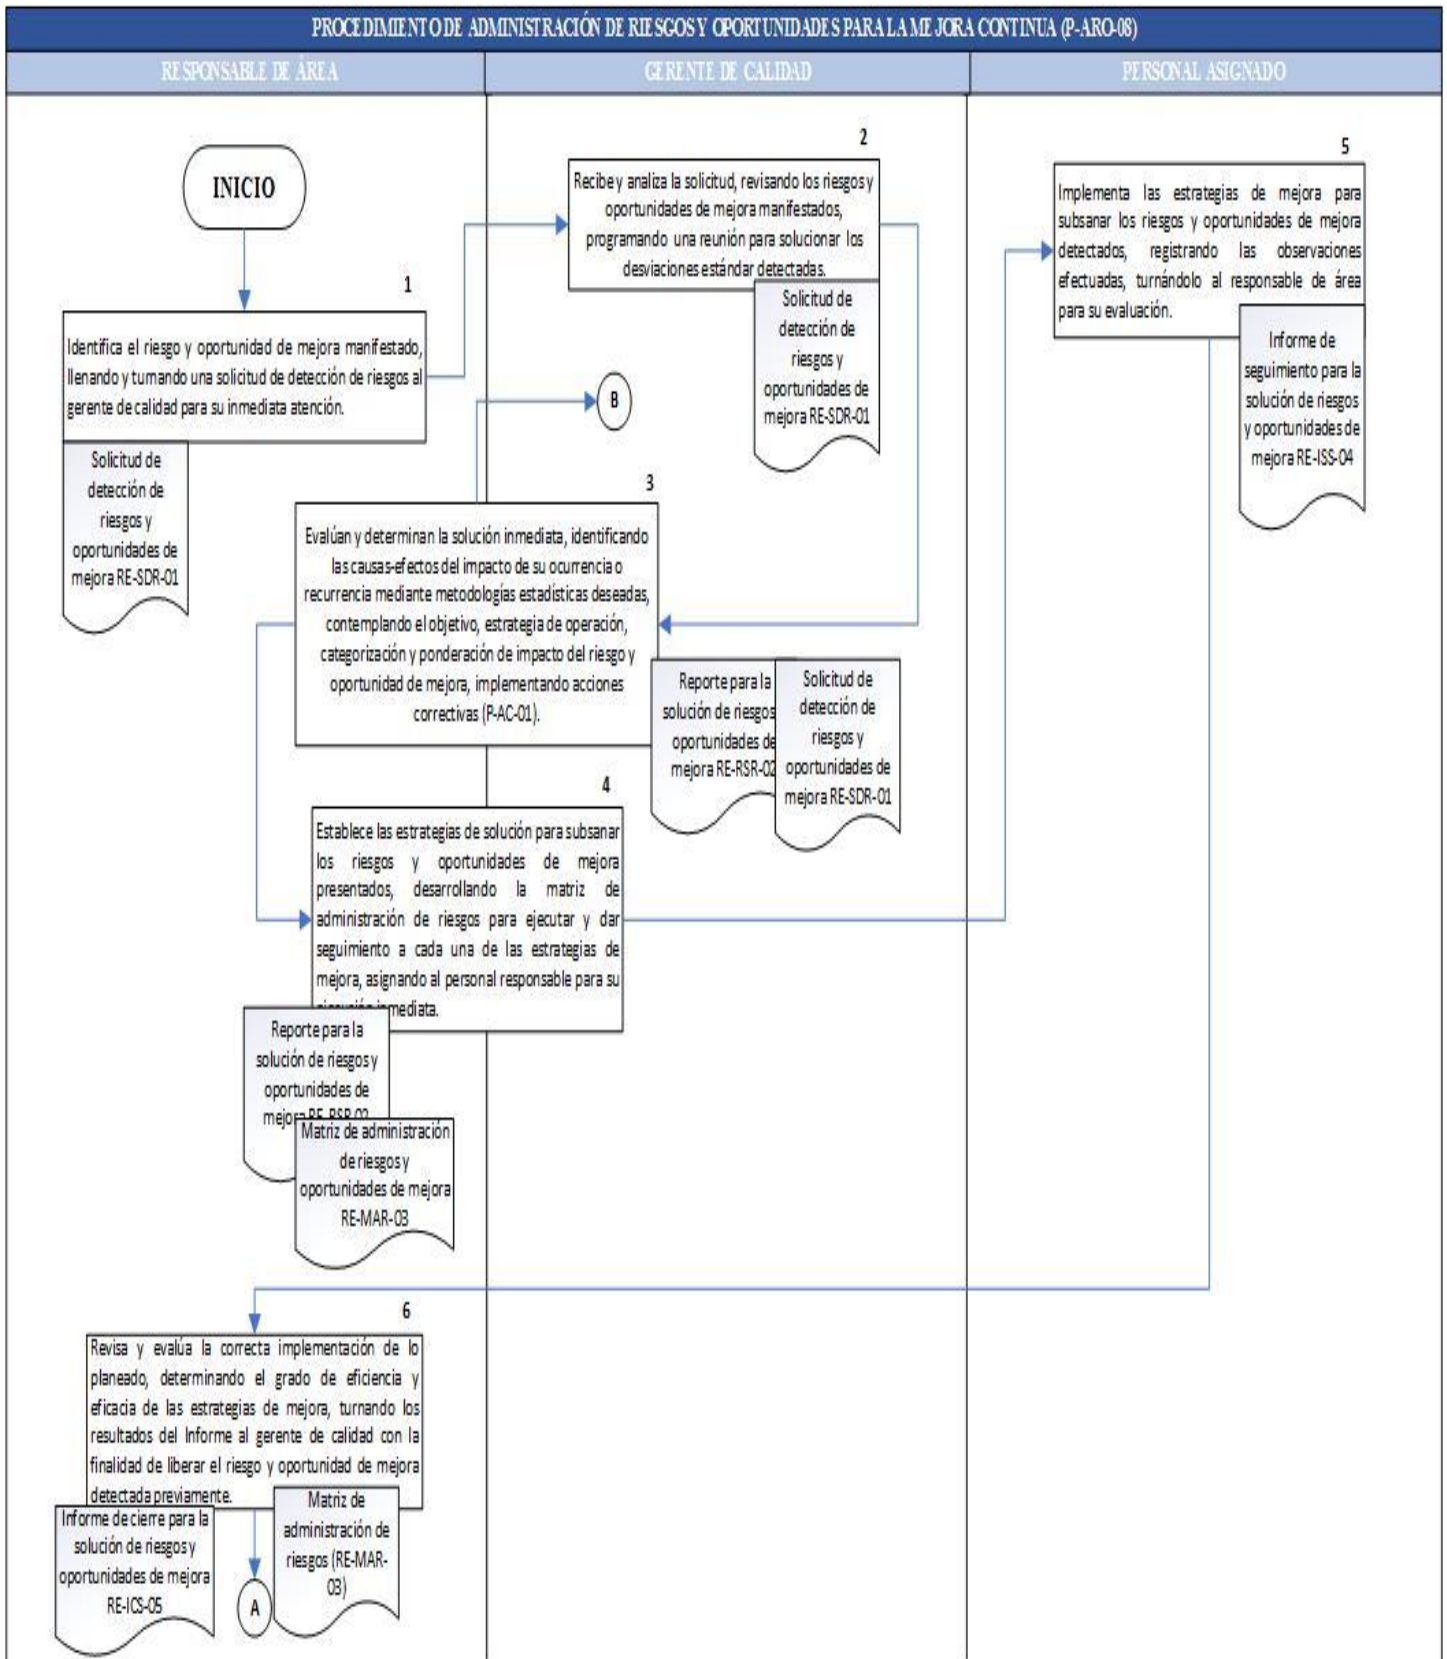 PROCEDIMIENTO DE ADMINISTRACIÓN DE RIESGOS Y OPORTUNIDADES PARA LA MEJORA CONTINUA (P-ARO-08)
RESPONSABLE DE ÁREA
GERENTE DE CALIDAD
PERSONAL ASIGNADO
INICIO
1
Identifica el riesgo y oportunidad de mejora manifestado,
llenando y turnando una solicitud de detección de riesgos al
gerente de calidad para su inmediata atención.
Solicitud de
detección de
riesgos y
oportunidades de
mejora RE-SDR-01
2
Recibe y analiza la solicitud, revisando los riesgos y
oportunidades de mejora manifestados,
programando una reunión para solucionar los
desviaciones estándar detectadas.
Solicitud de
detección de
riesgos y
oportunidades de
mejora RE-SDR-01
B
3
Evalúan y determinan la solución inmediata, identificando
las causas-efectos del impacto de su ocurrencia o
recurrencia mediante metodologías estadísticas deseadas,
contemplando el objetivo, estrategia de operación,
categorización y ponderación de impacto del riesgo y
oportunidad de mejora, implementando acciones
correctivas (P-AC-01).
Reporte para la
solución de riesgos
oportunidades de
mejora RE-RSR-02
Solicitud de
detección de
riesgos y
oportunidades de
mejora RE-SDR-01
4
Establece las estrategias de solución para subsanar
los riesgos y oportunidades de mejora
presentados, desarrollando la matriz de
administración de riesgos para ejecutar y dar
seguimiento a cada una de las estrategias de
mejora, asignando al personal responsable para su
inmediata.
Reporte para la
solución de riesgos y
oportunidades de
mejora RE-RSR-02
Matriz de administración
de riesgos y
oportunidades de mejora
RE-MAR-03
5
Implementa las estrategias de mejora para
subsanar los riesgos y oportunidades de mejora
detectados, registrando las observaciones
efectuadas, turnándolo al responsable de área
para su evaluación.
Informe de
seguimiento para la
solución de riesgos
y oportunidades de
mejora RE-ISS-04
6
Revisa y evalúa la correcta implementación de lo
planeado, determinando el grado de eficiencia y
eficacia de las estrategias de mejora, turnando los
resultados del Informe al gerente de calidad con la
finalidad de liberar el riesgo y oportunidad de mejora
detectada previamente.
Informe de cierre para la
solución de riesgos y
oportunidades de mejora
RE-ICS-05
A
Matriz de
administración de
riesgos (RE-MAR-
03)